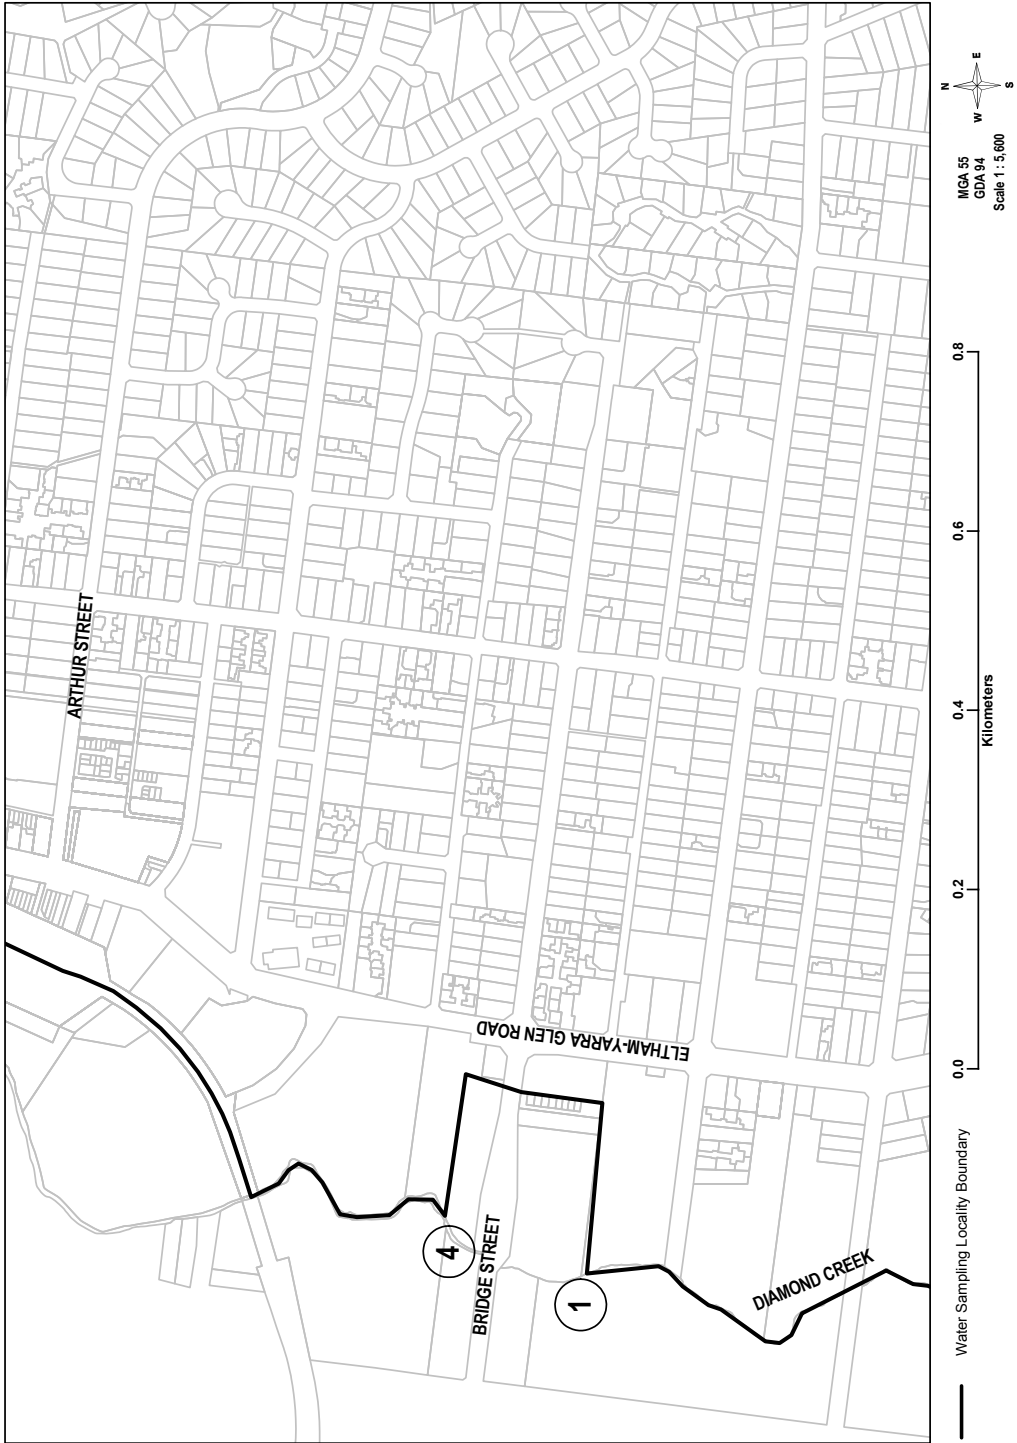 ARTHUR STREET
ELTHAM-YARRA GLEN ROAD
BRIDGE STREET
DIAMOND CREEK
4
1
N
E
W
S
MGA 55
GDA 94
Scale 1 : 5,600
0.0
0.2
0.4
0.6
0.8
Kilometers
Water Sampling Locality Boundary